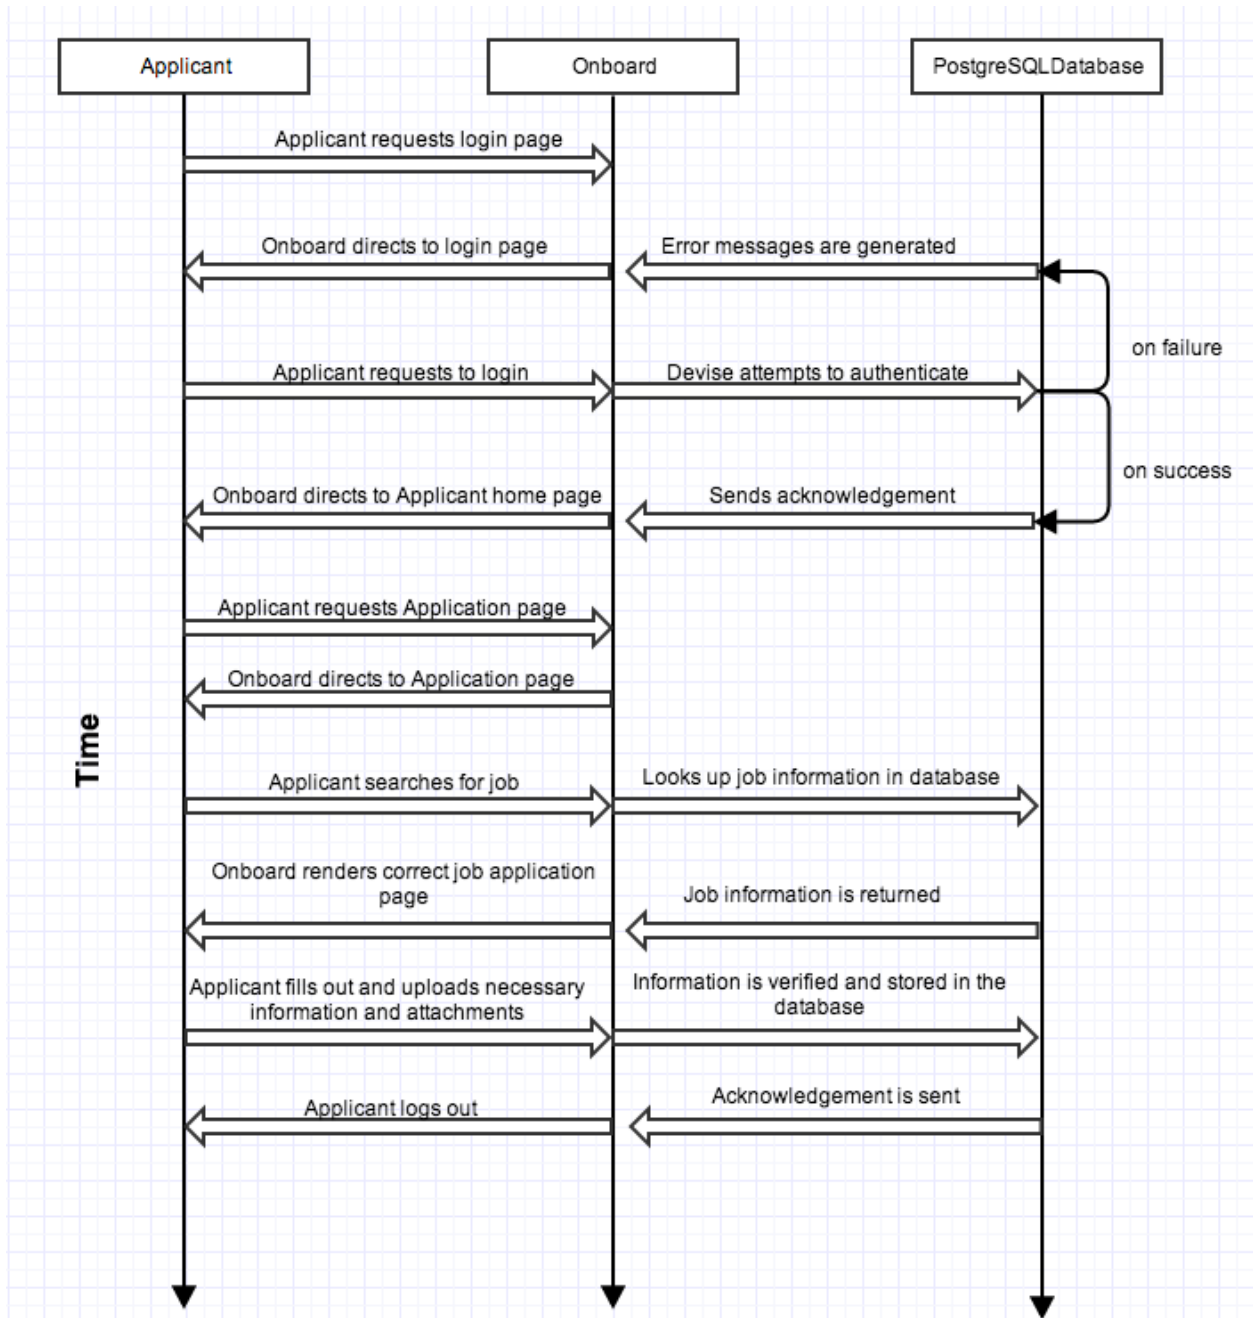 Applicant
Onboard
PostgreSQLDatabase
Applicant requests login page
Onboard directs to login page
Error messages are generated
on failure
Applicant requests to login
Devise attempts to authenticate
on success
Onboard directs to Applicant home page
Sends acknowledgement
Applicant requests Application page
Onboard directs to Application page
Time
Applicant searches for job
Looks up job information in database
Onboard renders correct job application
page
Job information is returned
Applicant fills out and uploads necessary
information and attachments
Information is verified and stored in the
database
Applicant logs out
Acknowledgement is sent